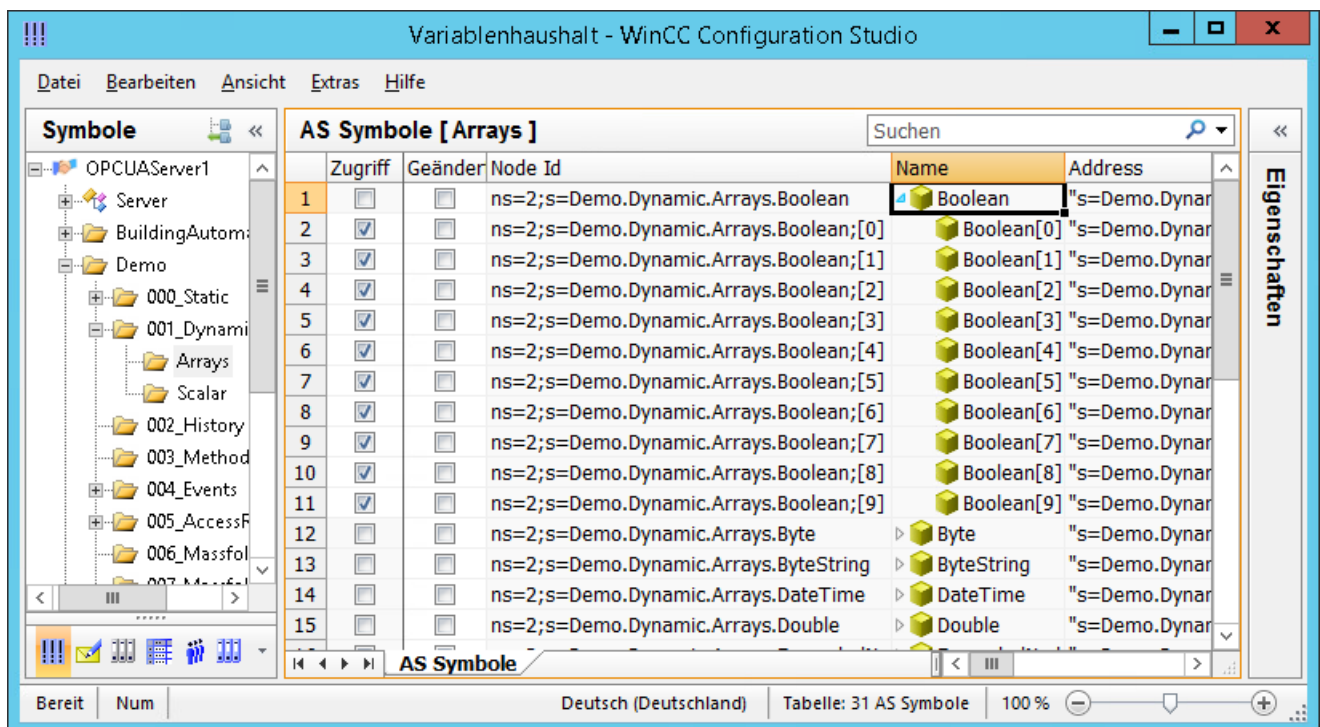 Variablenhaushalt - WinCC Configuration Studio
Datei Bearbeiten Ansicht Extras Hilfe
Symbole
OPCUAServer1
Server
BuildingAutoma
Demo
000_Static
001_Dynami
Arrays
Scalar
002_History
003_Method
004_Events
005_AccessR
006_Massfol
AS Symbole [ Arrays ]
Suchen
Zugriff Geänder Node Id Name Address
1 ns=2;s=Demo.Dynamic.Arrays.Boolean Boolean "s=Demo.Dynar
2 ns=2;s=Demo.Dynamic.Arrays.Boolean;[0] Boolean[0] "s=Demo.Dynar
3 ns=2;s=Demo.Dynamic.Arrays.Boolean;[1] Boolean[1] "s=Demo.Dynar
4 ns=2;s=Demo.Dynamic.Arrays.Boolean;[2] Boolean[2] "s=Demo.Dynar
5 ns=2;s=Demo.Dynamic.Arrays.Boolean;[3] Boolean[3] "s=Demo.Dynar
6 ns=2;s=Demo.Dynamic.Arrays.Boolean;[4] Boolean[4] "s=Demo.Dynar
7 ns=2;s=Demo.Dynamic.Arrays.Boolean;[5] Boolean[5] "s=Demo.Dynar
8 ns=2;s=Demo.Dynamic.Arrays.Boolean;[6] Boolean[6] "s=Demo.Dynar
9 ns=2;s=Demo.Dynamic.Arrays.Boolean;[7] Boolean[7] "s=Demo.Dynar
10 ns=2;s=Demo.Dynamic.Arrays.Boolean;[8] Boolean[8] "s=Demo.Dynar
11 ns=2;s=Demo.Dynamic.Arrays.Boolean;[9] Boolean[9] "s=Demo.Dynar
12 ns=2;s=Demo.Dynamic.Arrays.Byte Byte "s=Demo.Dynar
13 ns=2;s=Demo.Dynamic.Arrays.ByteString ByteString "s=Demo.Dynar
14 ns=2;s=Demo.Dynamic.Arrays.DateTime DateTime "s=Demo.Dynar
15 ns=2;s=Demo.Dynamic.Arrays.Double Double "s=Demo.Dynar
AS Symbole
Eigenschaften
Bereit Num Deutsch (Deutschland) Tabelle: 31 AS Symbole 100 %